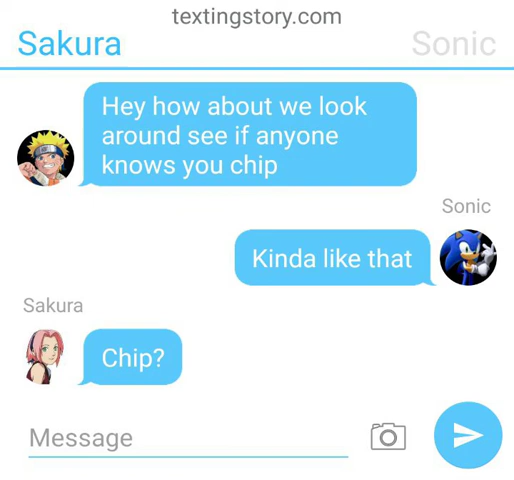 textingstory.com
Sakura
Sonic
Hey how about we look
around see if anyone
knows you chip
Sonic
Kinda like that
Sakura
Chip?
Message